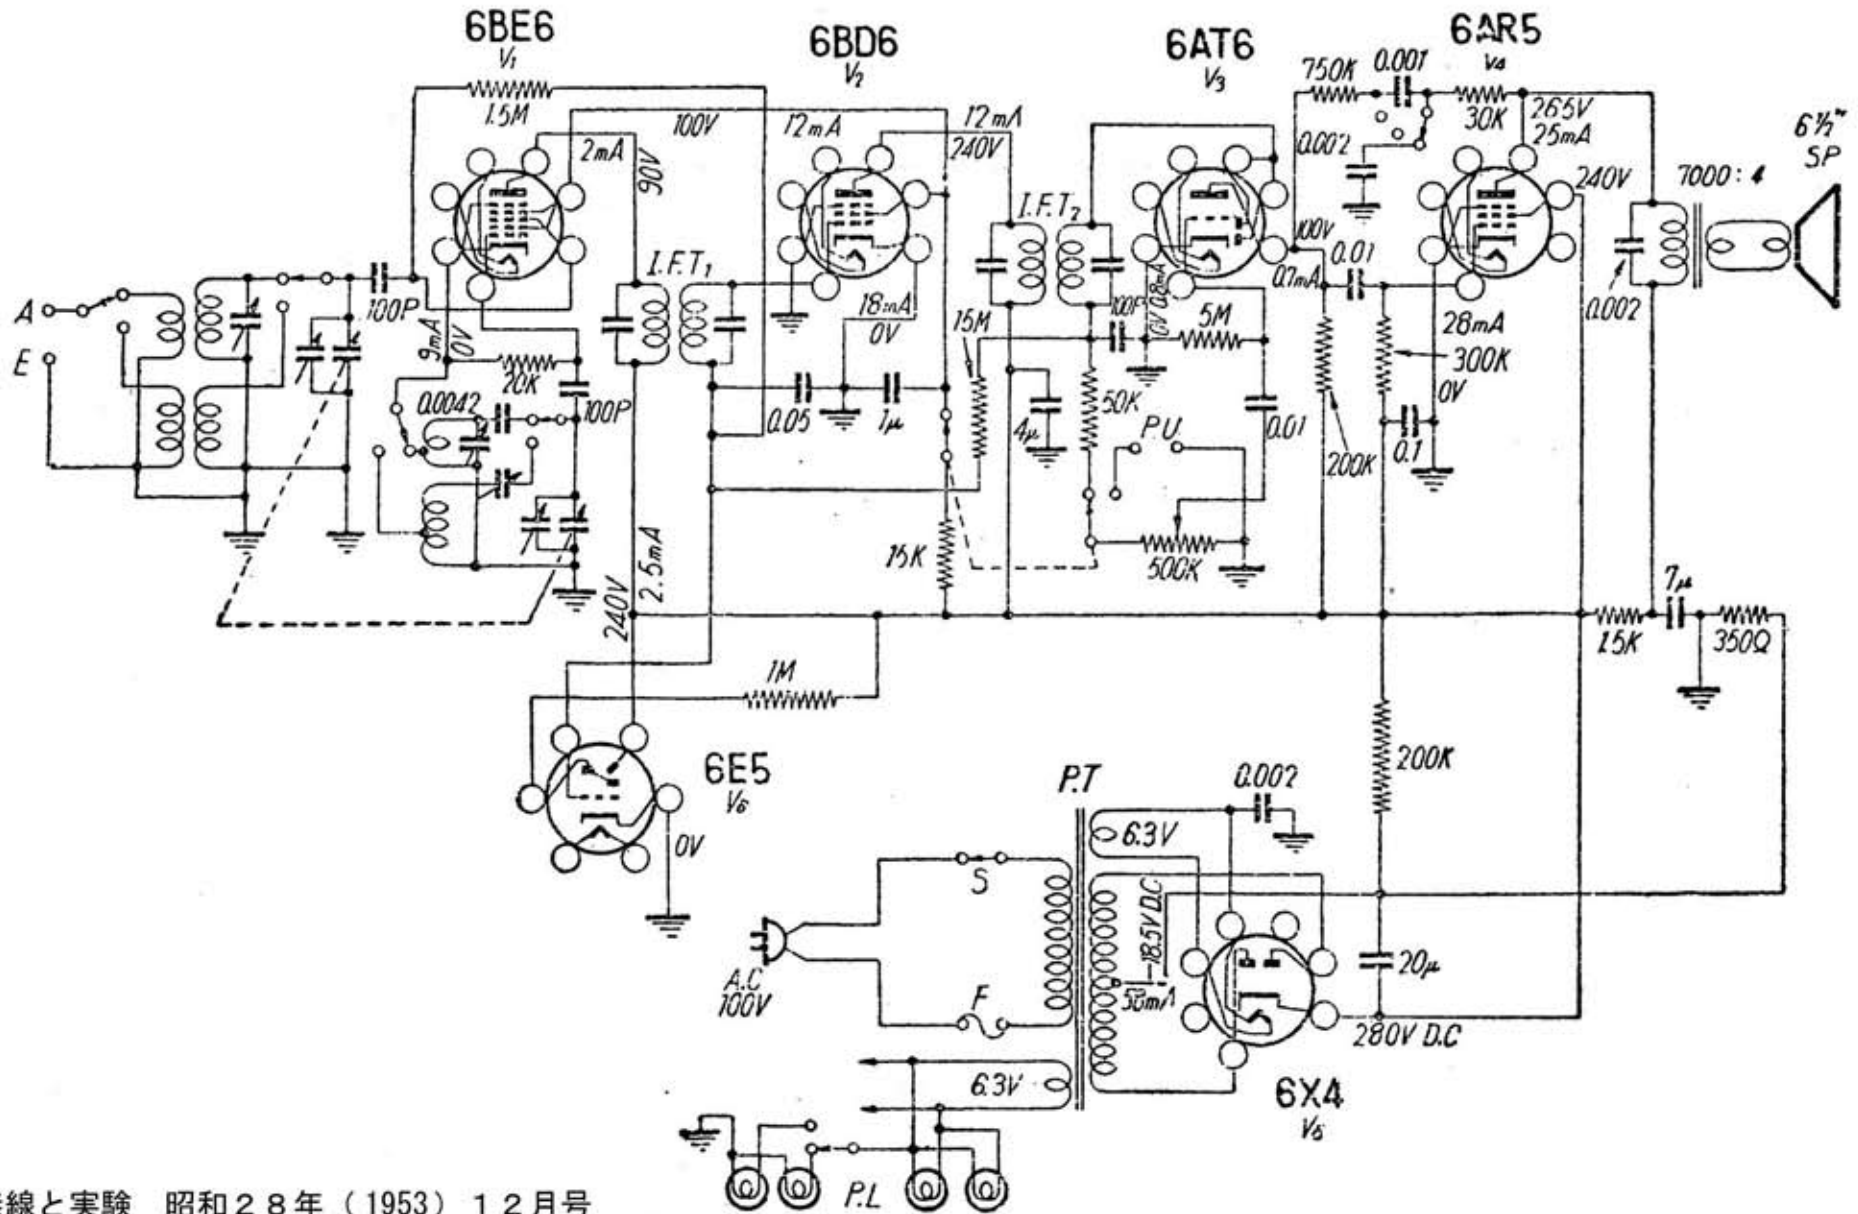 6BE6
V1
6BD6
V2
6AT6
V3
6AR5
V4
1.5M
100V
2mA
90V
12mA
12mA
240V
750K
0.001
30K
265V
25mA
0.002
240V
7000:4
6½"
SP
I.F.T1
I.F.T2
100V
0.7mA
0.01
0.002
A
E
100P
9mA
0V
20K
100P
0.0042
18mA
0V
0.05
1μ
15M
100P
0V 0.8mA
5M
50K
4μ
P.U.
0.01
200K
28mA
300K
0V
0.1
15K
500K
240V
2.5mA
1M
15K
7μ
350Ω
6E5
V6
0V
200K
P.T
0.002
6.3V
S
A.C
100V
F
-18.5V D.C
58mA
20μ
280V D.C
6.3V
6X4
V5
P.L
線と実験 昭和28年(1953)12月号